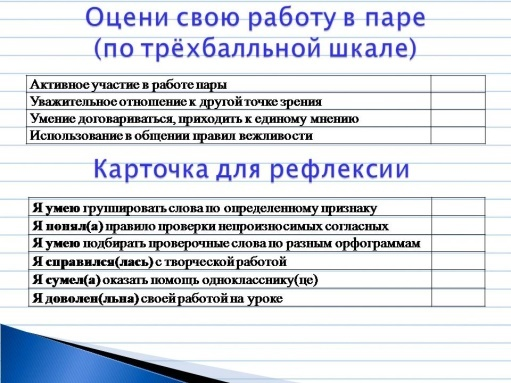 Оцени свою работу в паре
(по трёхбалльной шкале)
Активное участие в работе пары
Уважительное отношение к другой точке зрения
Умение договариваться, приходить к единому мнению
Использование в общении правил вежливости
Карточка для рефлексии
Я умею группировать слова по определенному признаку
Я понял(а) правило проверки непроизносимых согласных
Я умею подбирать проверочные слова по разным орфограммам
Я справился(лась) с творческой работой
Я сумел(а) оказать помощь однокласснику(це)
Я доволен(льна) своей работой на уроке